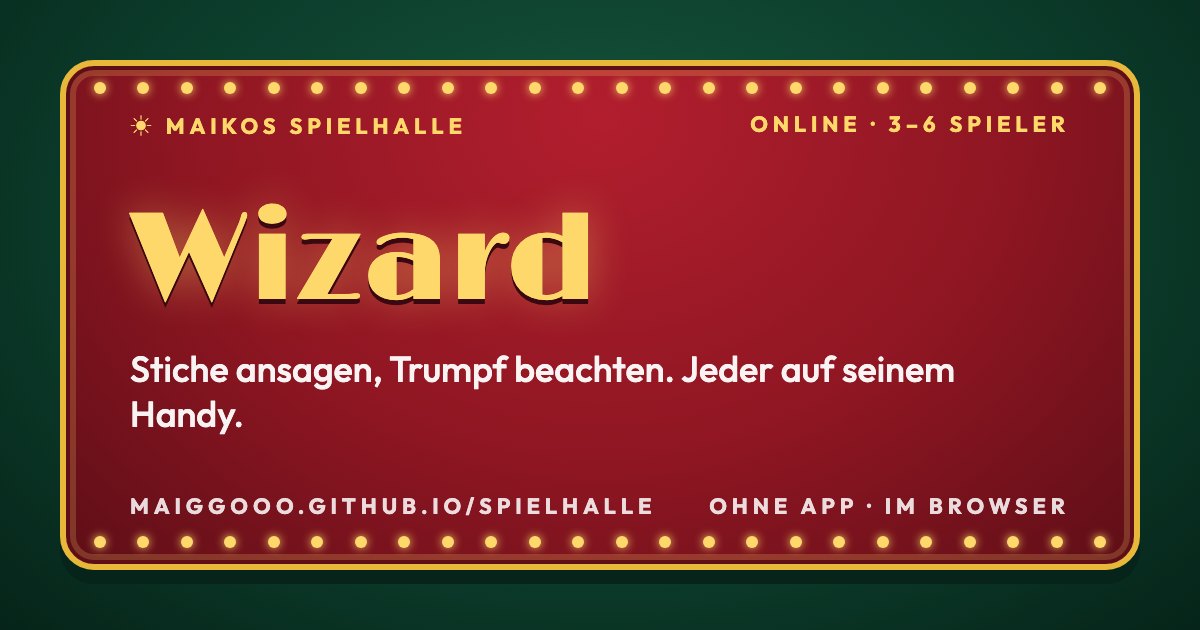 ☀ MAIKOS SPIELHALLE
ONLINE · 3–6 SPIELER
Wizard
Stiche ansagen, Trumpf beachten. Jeder auf seinem
Handy.
MAIGGOOO.GITHUB.IO/SPIELHALLE
OHNE APP · IM BROWSER